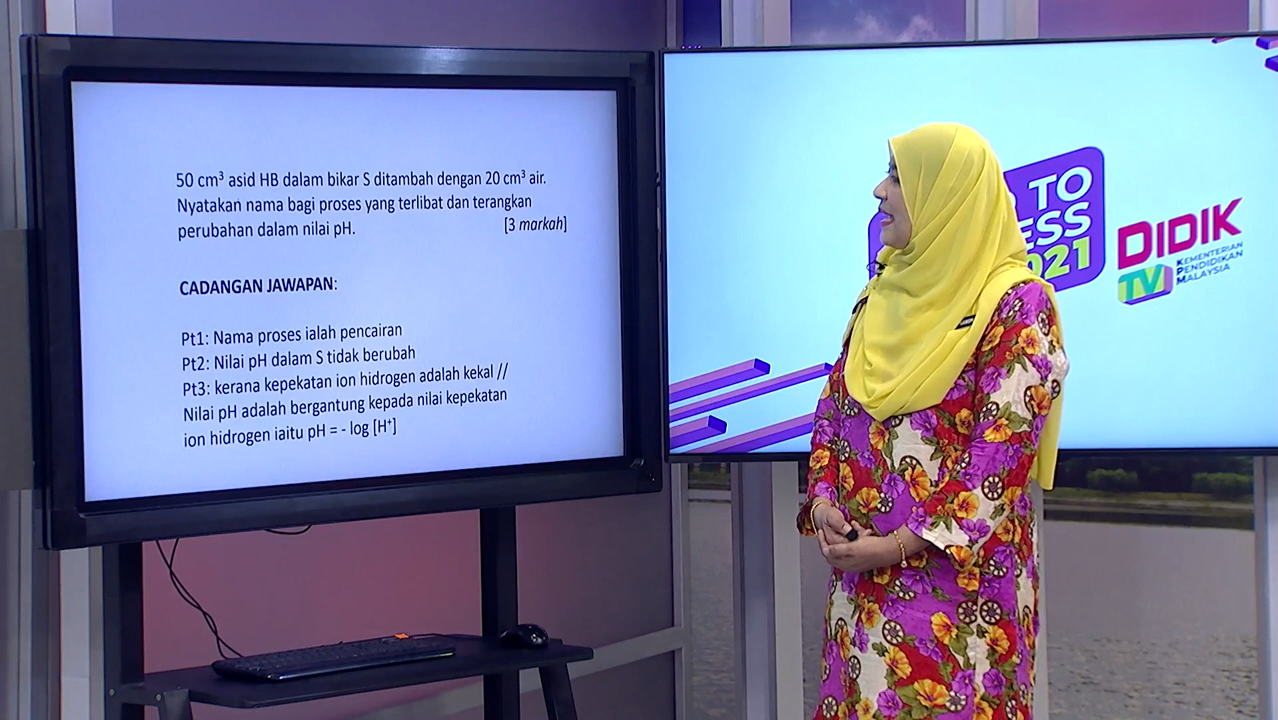 50 cm³ asid HB dalam bikar S ditambah dengan 20 cm³ air.
Nyatakan nama bagi proses yang terlibat dan terangkan
perubahan dalam nilai pH. [3 markah]
CADANGAN JAWAPAN:
Pt1: Nama proses ialah pencairan
Pt2: Nilai pH dalam S tidak berubah
Pt3: kerana kepekatan ion hidrogen adalah kekal //
Nilai pH adalah bergantung kepada nilai kepekatan
ion hidrogen iaitu pH = - log [H⁺]
TO
ESS
021
DIDIK
TV
KEMENTERIAN
PENDIDIKAN
MALAYSIA